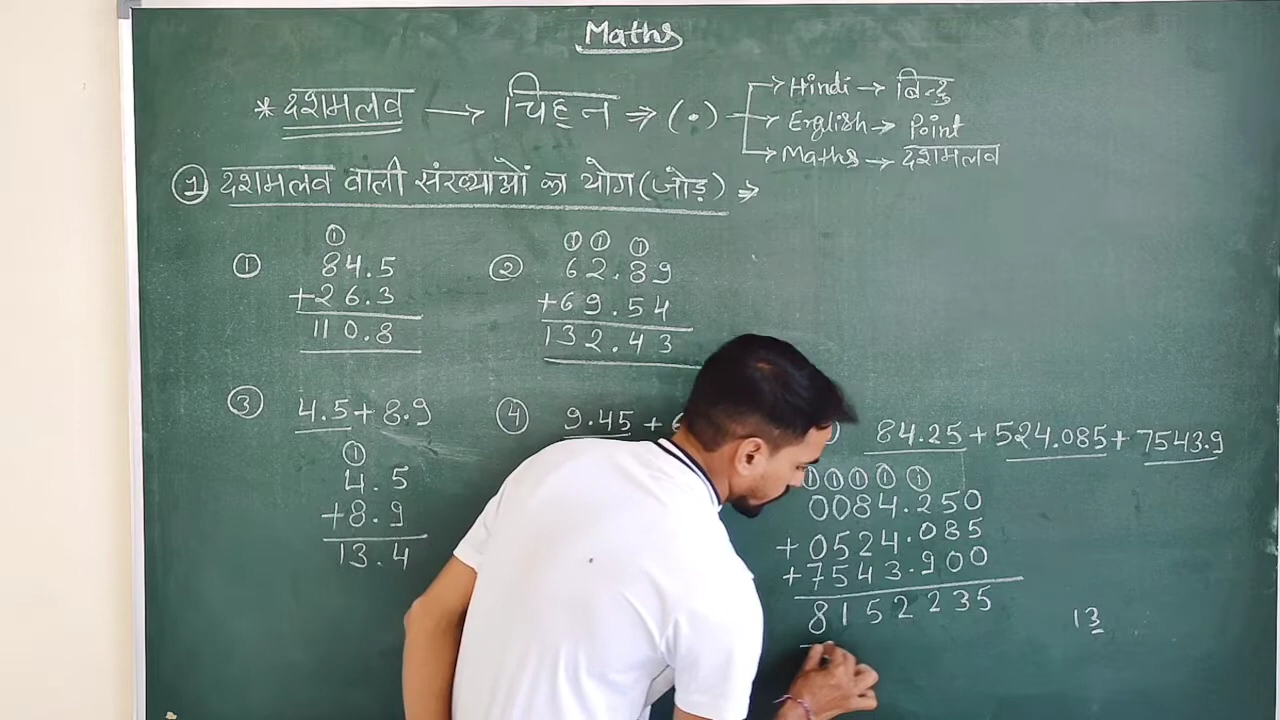 Maths
* दशमलव → चिह्न ⇒ (.) → Hindi → बिन्दु
→ English → Point
→ Maths → दशमलव
① दशमलव वाली संख्याओं का योग (जोड़) ⇒
①
① 84.5
+26.3
110.8
① ① ①
② 62.89
+69.54
132.43
③ 4.5+8.9
①
4.5
+8.9
13.4
④ 9.45 +
84.25+524.085+7543.9
① ① ① ① ①
0084.250
+0524.085
+7543.900
8152235
13